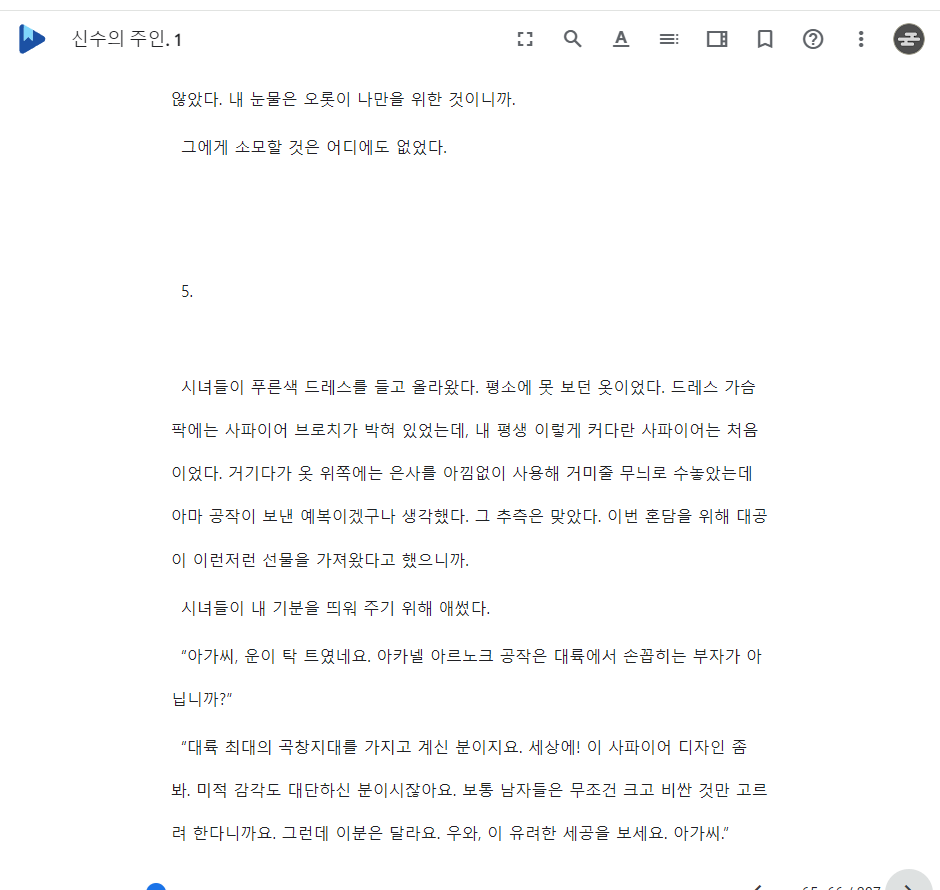 신수의 주인. 1
않았다. 내 눈물은 오롯이 나만을 위한 것이니까.
그에게 소모할 것은 어디에도 없었다.
5.
시녀들이 푸른색 드레스를 들고 올라왔다. 평소에 못 보던 옷이었다. 드레스 가슴
팍에는 사파이어 브로치가 박혀 있었는데, 내 평생 이렇게 커다란 사파이어는 처음
이었다. 거기다가 옷 위쪽에는 은사를 아낌없이 사용해 거미줄 무늬로 수놓았는데
아마 공작이 보낸 예복이겠구나 생각했다. 그 추측은 맞았다. 이번 혼담을 위해 대공
이 이런저런 선물을 가져왔다고 했으니까.
시녀들이 내 기분을 띄워 주기 위해 애썼다.
“아가씨, 운이 탁 트였네요. 아카넬 아르노크 공작은 대륙에서 손꼽히는 부자가 아
닙니까?”
“대륙 최대의 곡창지대를 가지고 계신 분이지요. 세상에! 이 사파이어 디자인 좀
봐. 미적 감각도 대단하신 분이시잖아요. 보통 남자들은 무조건 크고 비싼 것만 고르
려 한다니까요. 그런데 이분은 달라요. 우와, 이 유려한 세공을 보세요. 아가씨.”